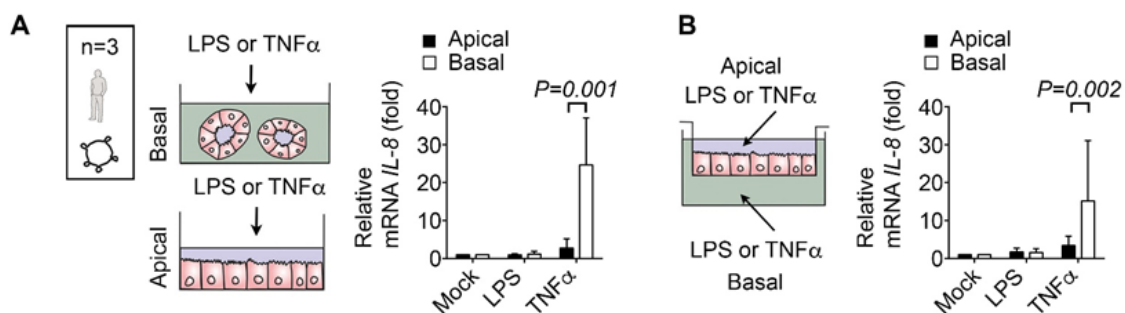 A
n=3
LPS or TNFα
Basal
LPS or TNFα
Apical
Apical
Basal
P=0.001
Relative
mRNA IL-8 (fold)
40
30
20
10
0
Mock
LPS
TNFα
B
Apical
LPS or TNFα
LPS or TNFα
Basal
Apical
Basal
P=0.002
Relative
mRNA IL-8 (fold)
40
30
20
10
0
Mock
LPS
TNFα